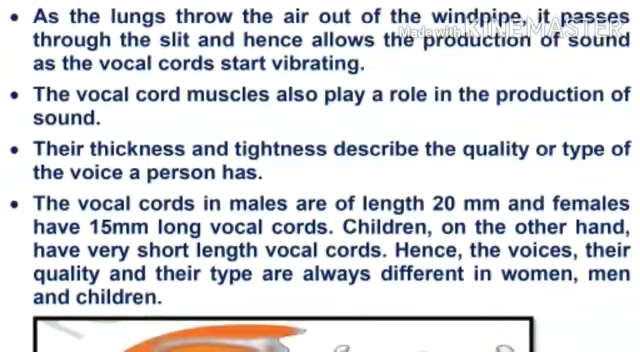 • As the lungs throw the air out of the windpipe, it passes
Made with KINEMASTER
through the slit and hence allows the production of sound
as the vocal cords start vibrating.
• The vocal cord muscles also play a role in the production of
sound.
• Their thickness and tightness describe the quality or type of
the voice a person has.
• The vocal cords in males are of length 20 mm and females
have 15mm long vocal cords. Children, on the other hand,
have very short length vocal cords. Hence, the voices, their
quality and their type are always different in women, men
and children.